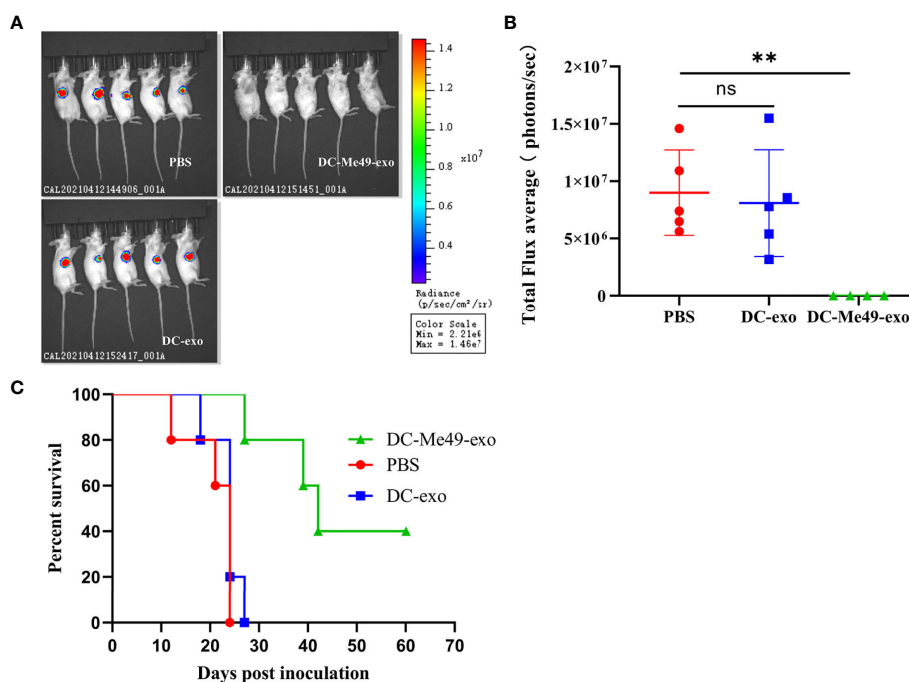 A
PBS
CAL20210412144906_001A
DC-Me49-exo
CAL20210412151451_001A
DC-exo
CAL20210412152417_001A
1.4
1.2
1.0
0.8
0.6
0.4
x10⁷
Radiance
(p/sec/cm²/sr)
Color Scale
Min = 2.21e6
Max = 1.46e7
B
Total Flux average ( photons/sec)
2×10⁷
1.5×10⁷
1×10⁷
5×10⁶
0
**
ns
PBS DC-exo DC-Me49-exo
C
Percent survival
100
80
60
40
20
0
DC-Me49-exo
PBS
DC-exo
0 10 20 30 40 50 60 70
Days post inoculation